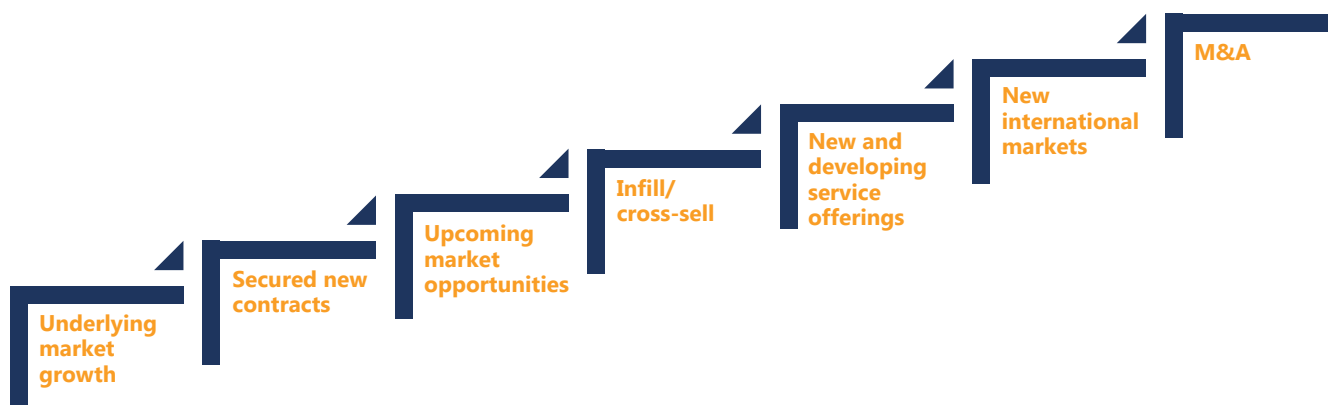 Underlying
market
growth
Secured new
contracts
Upcoming
market
opportunities
Infill/
cross-sell
New and
developing
service
offerings
New
international
markets
M&A